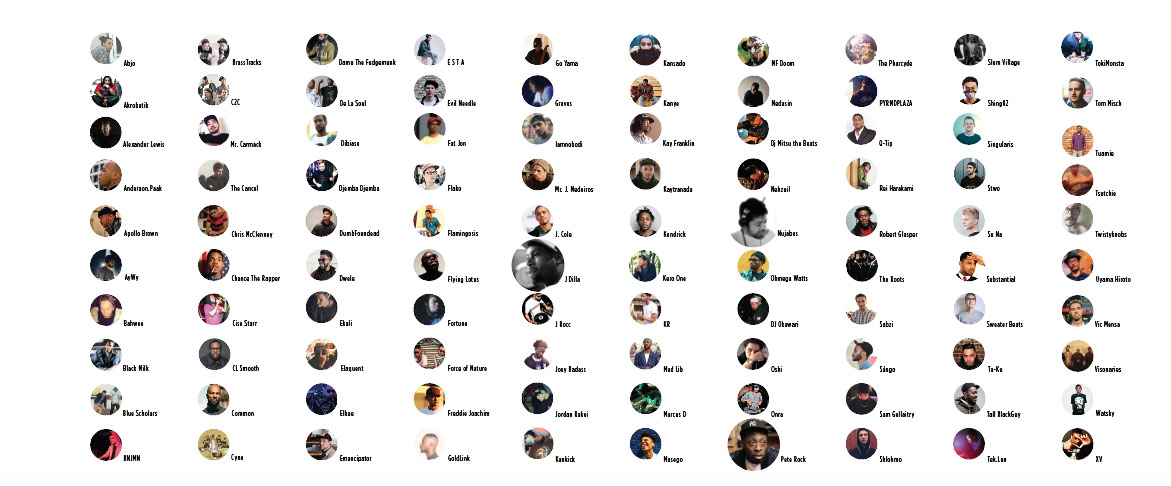 Abjo
Akrobatik
Alexander Lewis
Anderson.Paak
Apollo Brown
AyWy
Bahwee
Black Milk
Blue Scholars
BNJMN
BrassTracks
C2C
Mr. Carmack
The Cancel
Chris McClenney
Chance The Rapper
Cise Starr
CL Smooth
Common
Cyne
Damu The Fudgemunk
De La Soul
Dibiase
Djemba Djemba
DumbFoundead
Dwele
Ekali
Elaquent
Elhae
Emancipator
E S T A
Evil Needle
Fat Jon
Flako
Flamingosis
Flying Lotus
Fortune
Force of Nature
Freddie Joachim
GoldLink
Go Yama
Graves
Iamnobodi
Mc J. Medeiros
J. Cole
J Dilla
J Rocc
Joey Badass
Jordan Rakei
Kankick
Kansado
Kanye
Kay Franklin
Kaytranada
Kendrick
Kero One
KR
Mad Lib
Marcus D
Masego
MF Doom
Medasin
Dj Mitsu the Beats
Nehzuil
Nujabes
Ohmega Watts
DJ Okawari
Oshi
Onra
Pete Rock
The Pharcyde
PYRMDPLAZA
Q-Tip
Rei Harakami
Robert Glasper
The Roots
Sabzi
Sángo
Sam Gellaitry
Shlohmo
Slum Village
Shing02
Singularis
Stwo
Su Na
Substantial
Sweater Beats
Ta-Ku
Tall BlackGuy
Tek.Lun
TokiMonsta
Tom Misch
Tuamie
Tsutchie
Twistyknobs
Uyama Hiroto
Vic Mensa
Visonaries
Watsky
XV